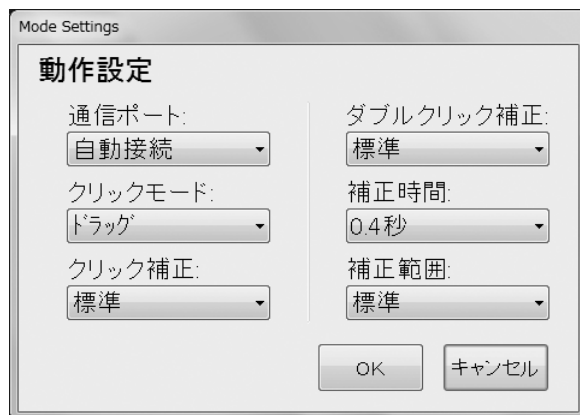 Mode Settings
動作設定
通信ポート:
自動接続
クリックモード:
ﾄﾞﾗｯｸﾞ
クリック補正:
標準
ダブルクリック補正:
標準
補正時間:
0.4秒
補正範囲:
標準
OK
キャンセル